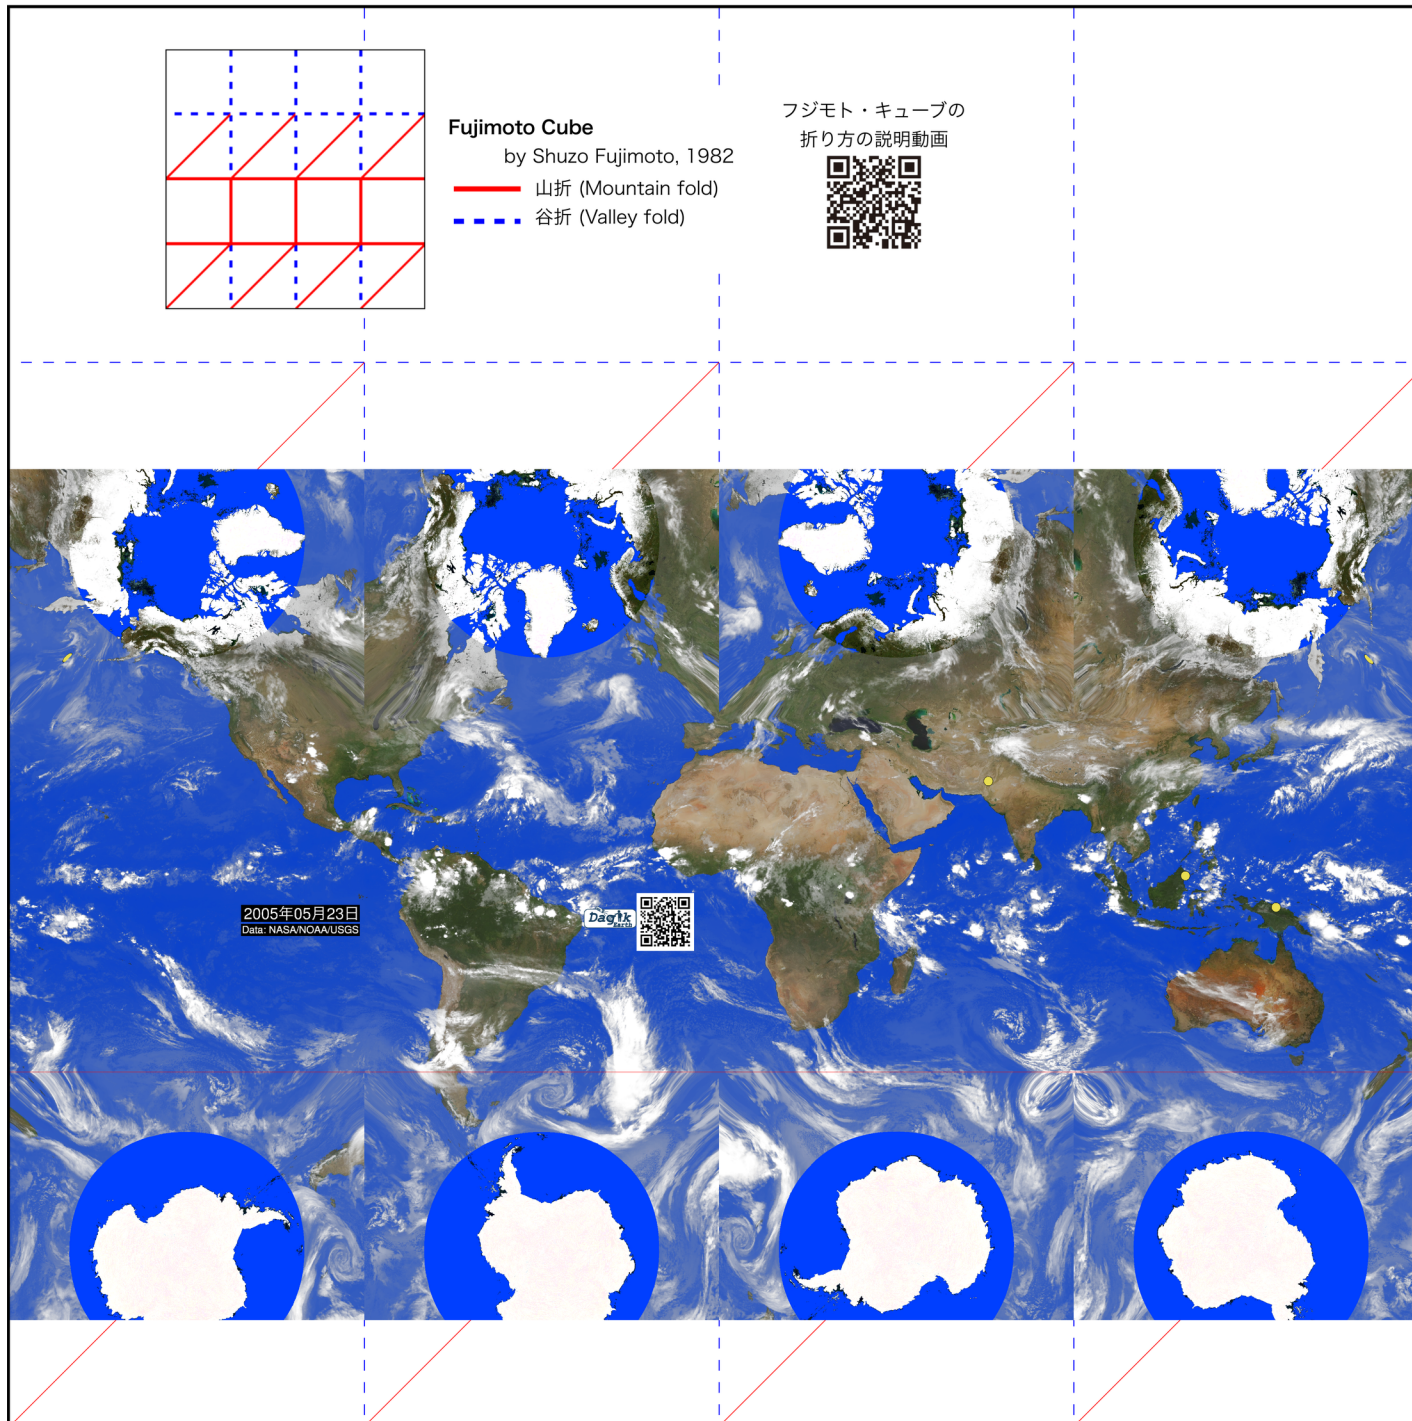 Fujimoto Cube
by Shuzo Fujimoto, 1982
山折 (Mountain fold)
谷折 (Valley fold)
フジモト・キューブの
折り方の説明動画
2005年05月23日
Data: NASA/NOAA/USGS
Dagik
Earth